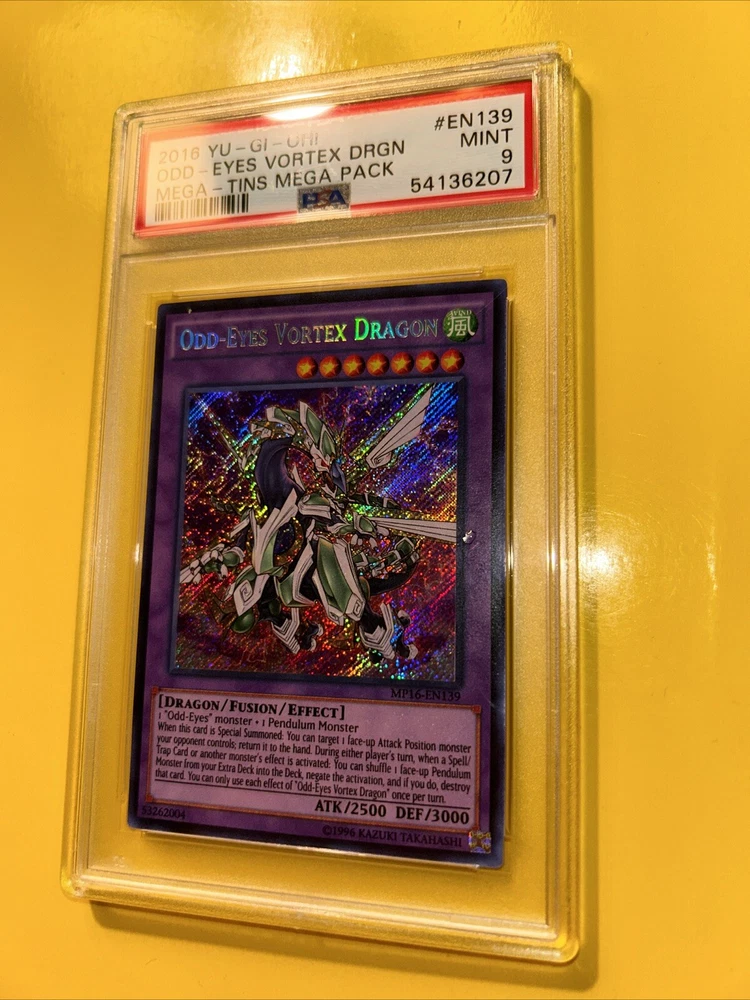 2016 YU-GI-OH! #EN139
ODD-EYES VORTEX DRGN MINT
MEGA-TINS MEGA PACK 9
PSA 54136207
ODD-EYES VORTEX DRAGON
WIND
風
MP16-EN139
[DRAGON/FUSION/EFFECT]
1 "Odd-Eyes" monster + 1 Pendulum Monster
When this card is Special Summoned: You can target 1 face-up Attack Position monster
your opponent controls; return it to the hand. During either player's turn, when a Spell/
Trap Card or another monster's effect is activated: You can shuffle 1 face-up Pendulum
Monster from your Extra Deck into the Deck, negate the activation, and if you do, destroy
that card. You can only use each effect of "Odd-Eyes Vortex Dragon" once per turn.
ATK/2500 DEF/3000
53262004
©1996 KAZUKI TAKAHASHI